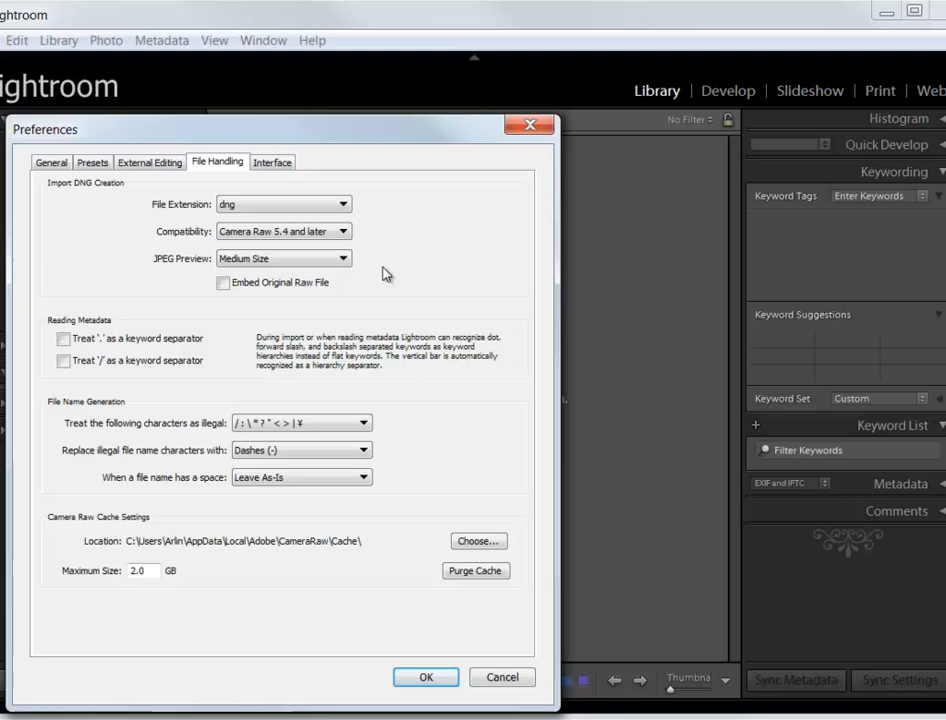 ghtroom
Edit Library Photo Metadata View Window Help
ightroom
Library | Develop | Slideshow | Print | Web
Preferences
No Filter
Histogram
Quick Develop
General Presets External Editing File Handling Interface
Keywording
Import DNG Creation
Keyword Tags Enter Keywords
File Extension: dng
Compatibility: Camera Raw 5.4 and later
JPEG Preview: Medium Size
Embed Original Raw File
Keyword Suggestions
Reading Metadata
Treat '.' as a keyword separator
Treat '/' as a keyword separator
During import or when reading metadata Lightroom can recognize dot,
forward slash, and backslash separated keywords as keyword
hierarchies instead of flat keywords. The vertical bar is automatically
recognized as a hierarchy separator.
Keyword Set Custom
File Name Generation
Treat the following characters as illegal: / : \ * ? " < > | ¥
Keyword List
Replace illegal file name characters with: Dashes (-)
Filter Keywords
When a file name has a space: Leave As-Is
EXIF and IPTC Metadata
Comments
Camera Raw Cache Settings
Location: C:\Users\Arlin\AppData\Local\Adobe\CameraRaw\Cache\ Choose...
Maximum Size: 2.0 GB Purge Cache
OK Cancel
Thumbna
Sync Metadata Sync Settings